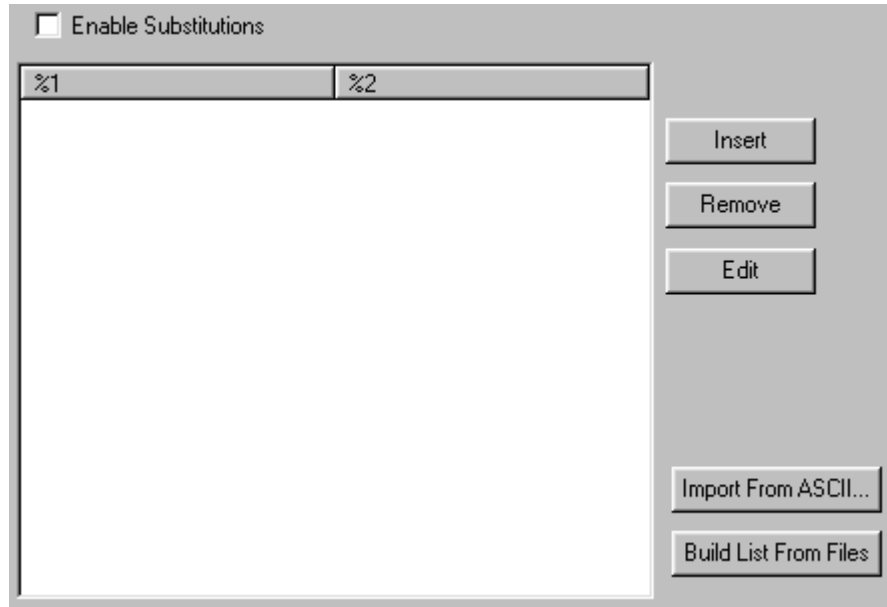 Enable Substitutions
%1 %2
Insert
Remove
Edit
Import From ASCII...
Build List From Files